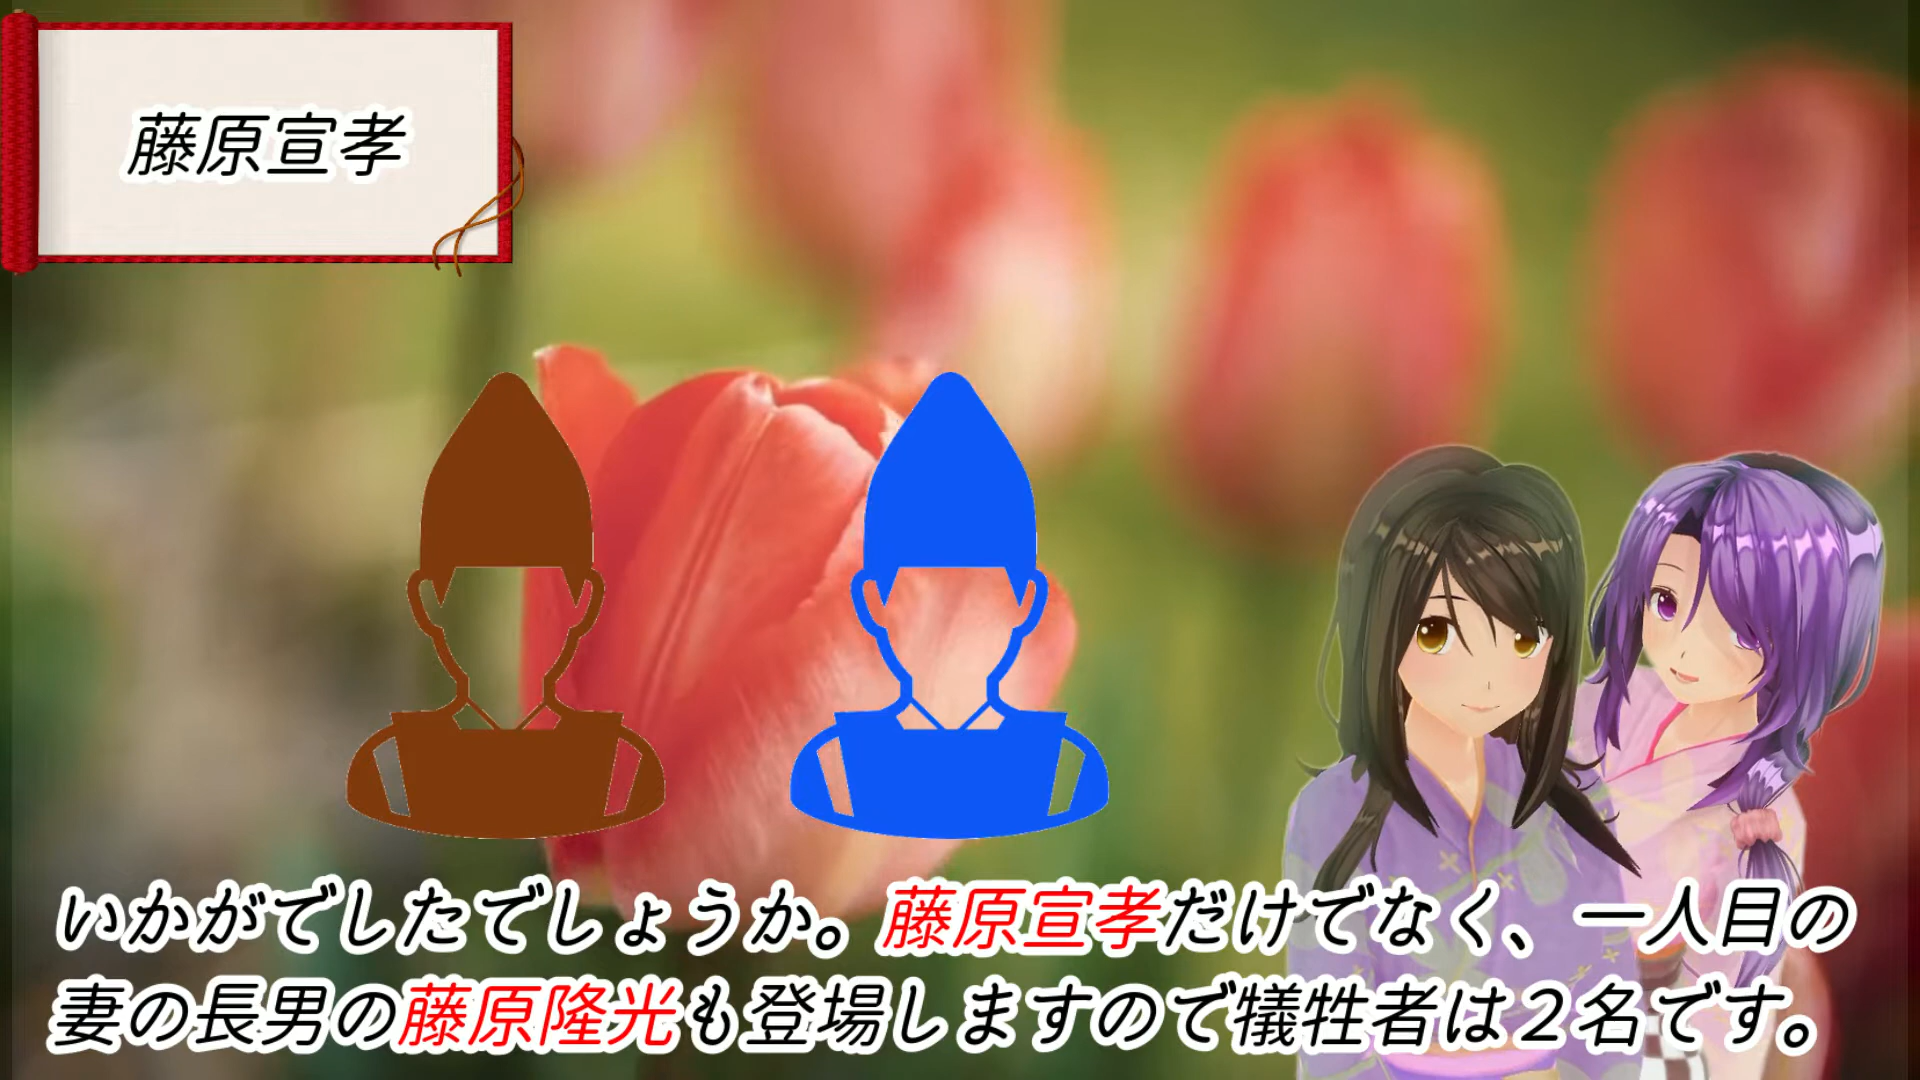 藤原宣孝
いかがでしたでしょうか。藤原宣孝だけでなく、一人目の
妻の長男の藤原隆光も登場しますので犠牲者は２名です。